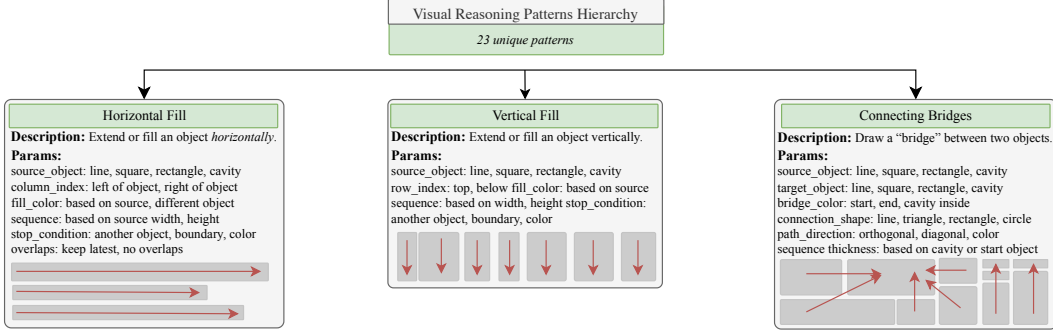 Visual Reasoning Patterns Hierarchy
23 unique patterns
Horizontal Fill
Description: Extend or fill an object horizontally.
Params:
source_object: line, square, rectangle, cavity
column_index: left of object, right of object
fill_color: based on source, different object
sequence: based on source width, height
stop_condition: another object, boundary, color
overlaps: keep latest, no overlaps
Vertical Fill
Description: Extend or fill an object vertically.
Params:
source_object: line, square, rectangle, cavity
row_index: top, below fill_color: based on source
sequence: based on width, height stop_condition:
another object, boundary, color
Connecting Bridges
Description: Draw a “bridge” between two objects.
Params:
source_object: line, square, rectangle, cavity
target_object: line, square, rectangle, cavity
bridge_color: start, end, cavity inside
connection_shape: line, triangle, rectangle, circle
path_direction: orthogonal, diagonal, color
sequence thickness: based on cavity or start object